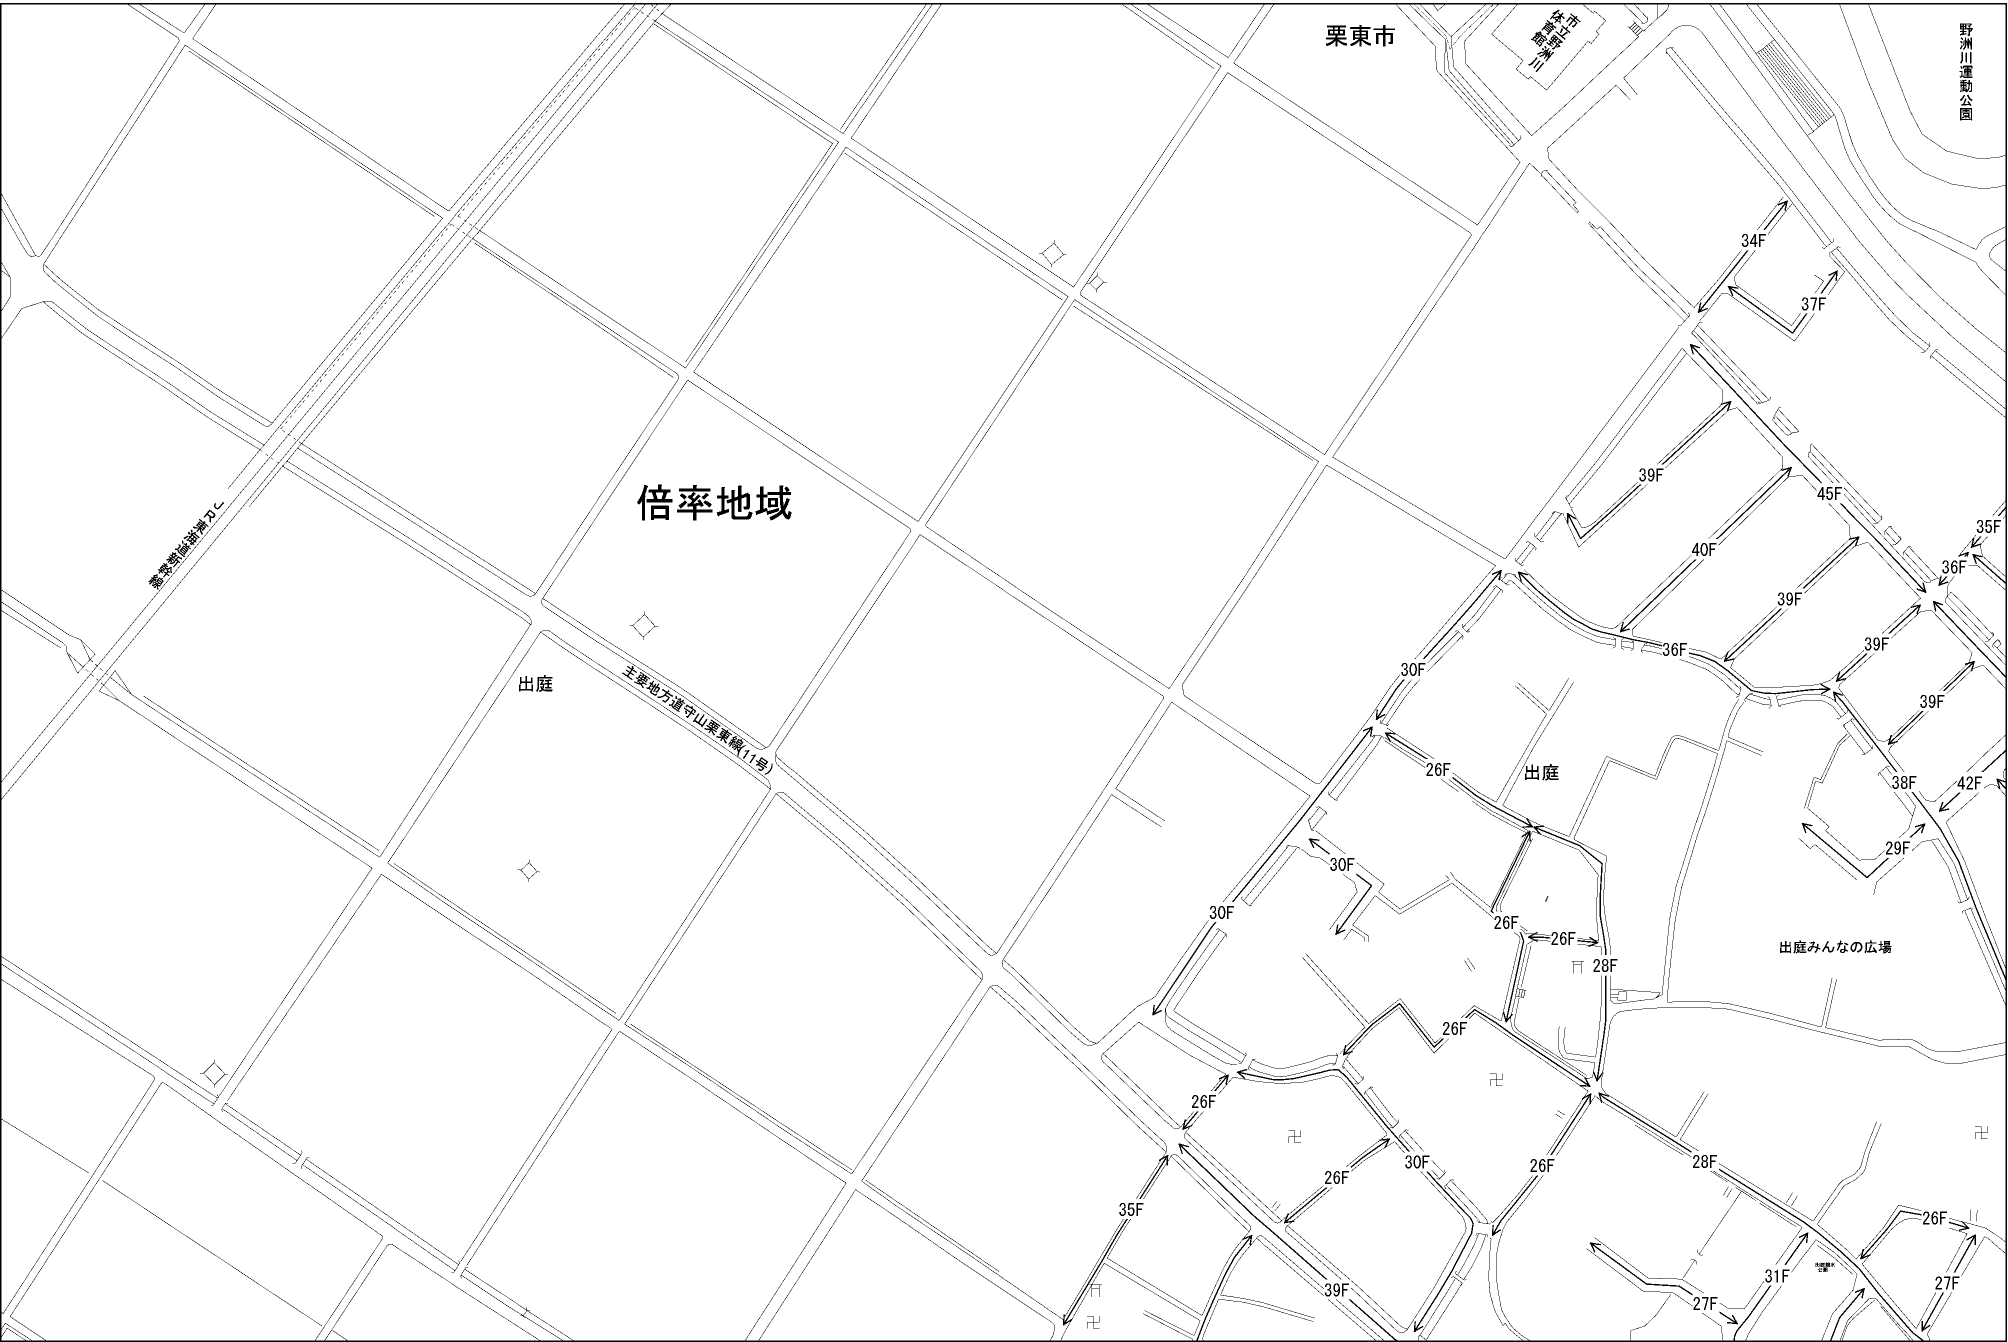 栗東市
市立野洲川
体育館
野洲川運動公園
34F
37F
39F
45F
35F
40F
36F
39F
36F
39F
39F
30F
26F
38F
42F
29F
30F
30F
26F
26F
28F
26F
26F
26F
30F
26F
28F
35F
39F
26F
27F
31F
27F
倍率地域
JR東海道新幹線
出庭
主要地方道守山栗東線(11号)
出庭
出庭みんなの広場